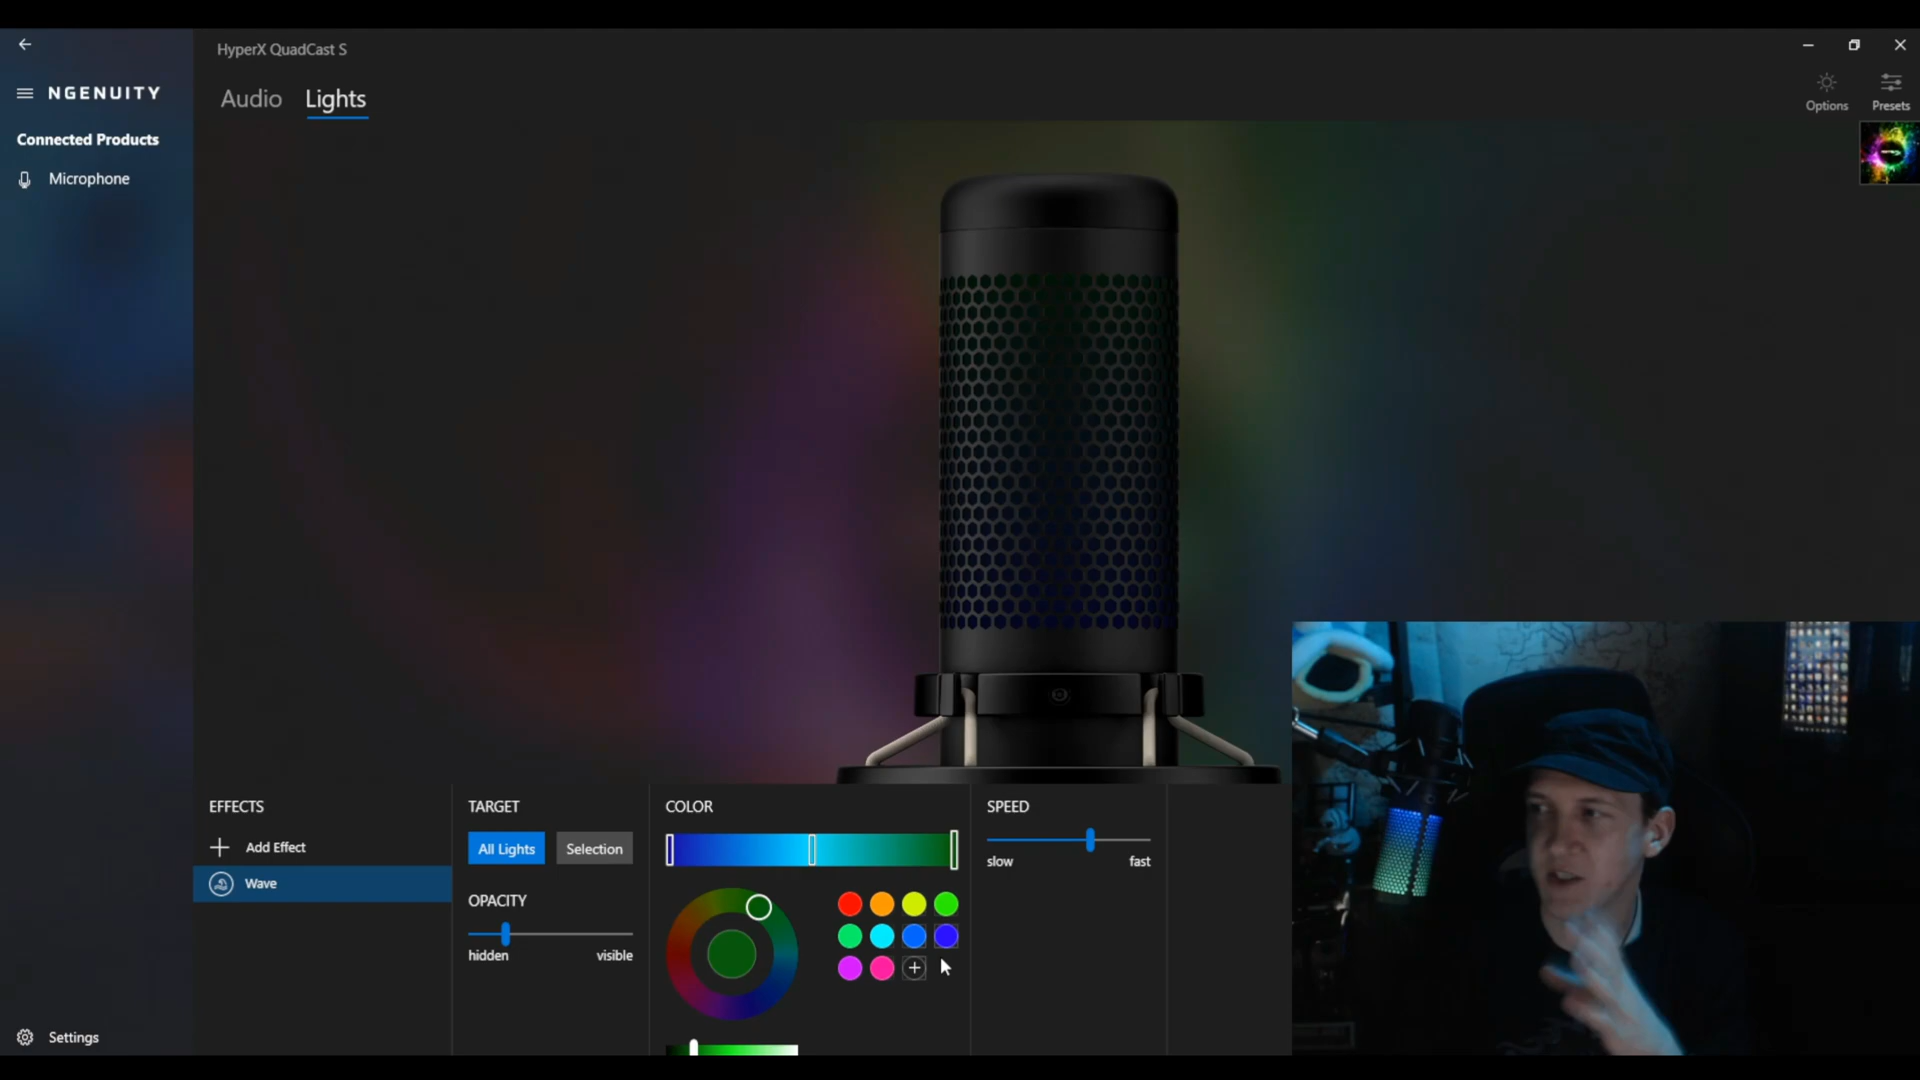 HyperX QuadCast S
NGENUITY
Audio Lights
Options Presets
Connected Products
Microphone
EFFECTS
Add Effect
Wave
TARGET
All Lights Selection
OPACITY
hidden visible
COLOR
SPEED
slow fast
Settings